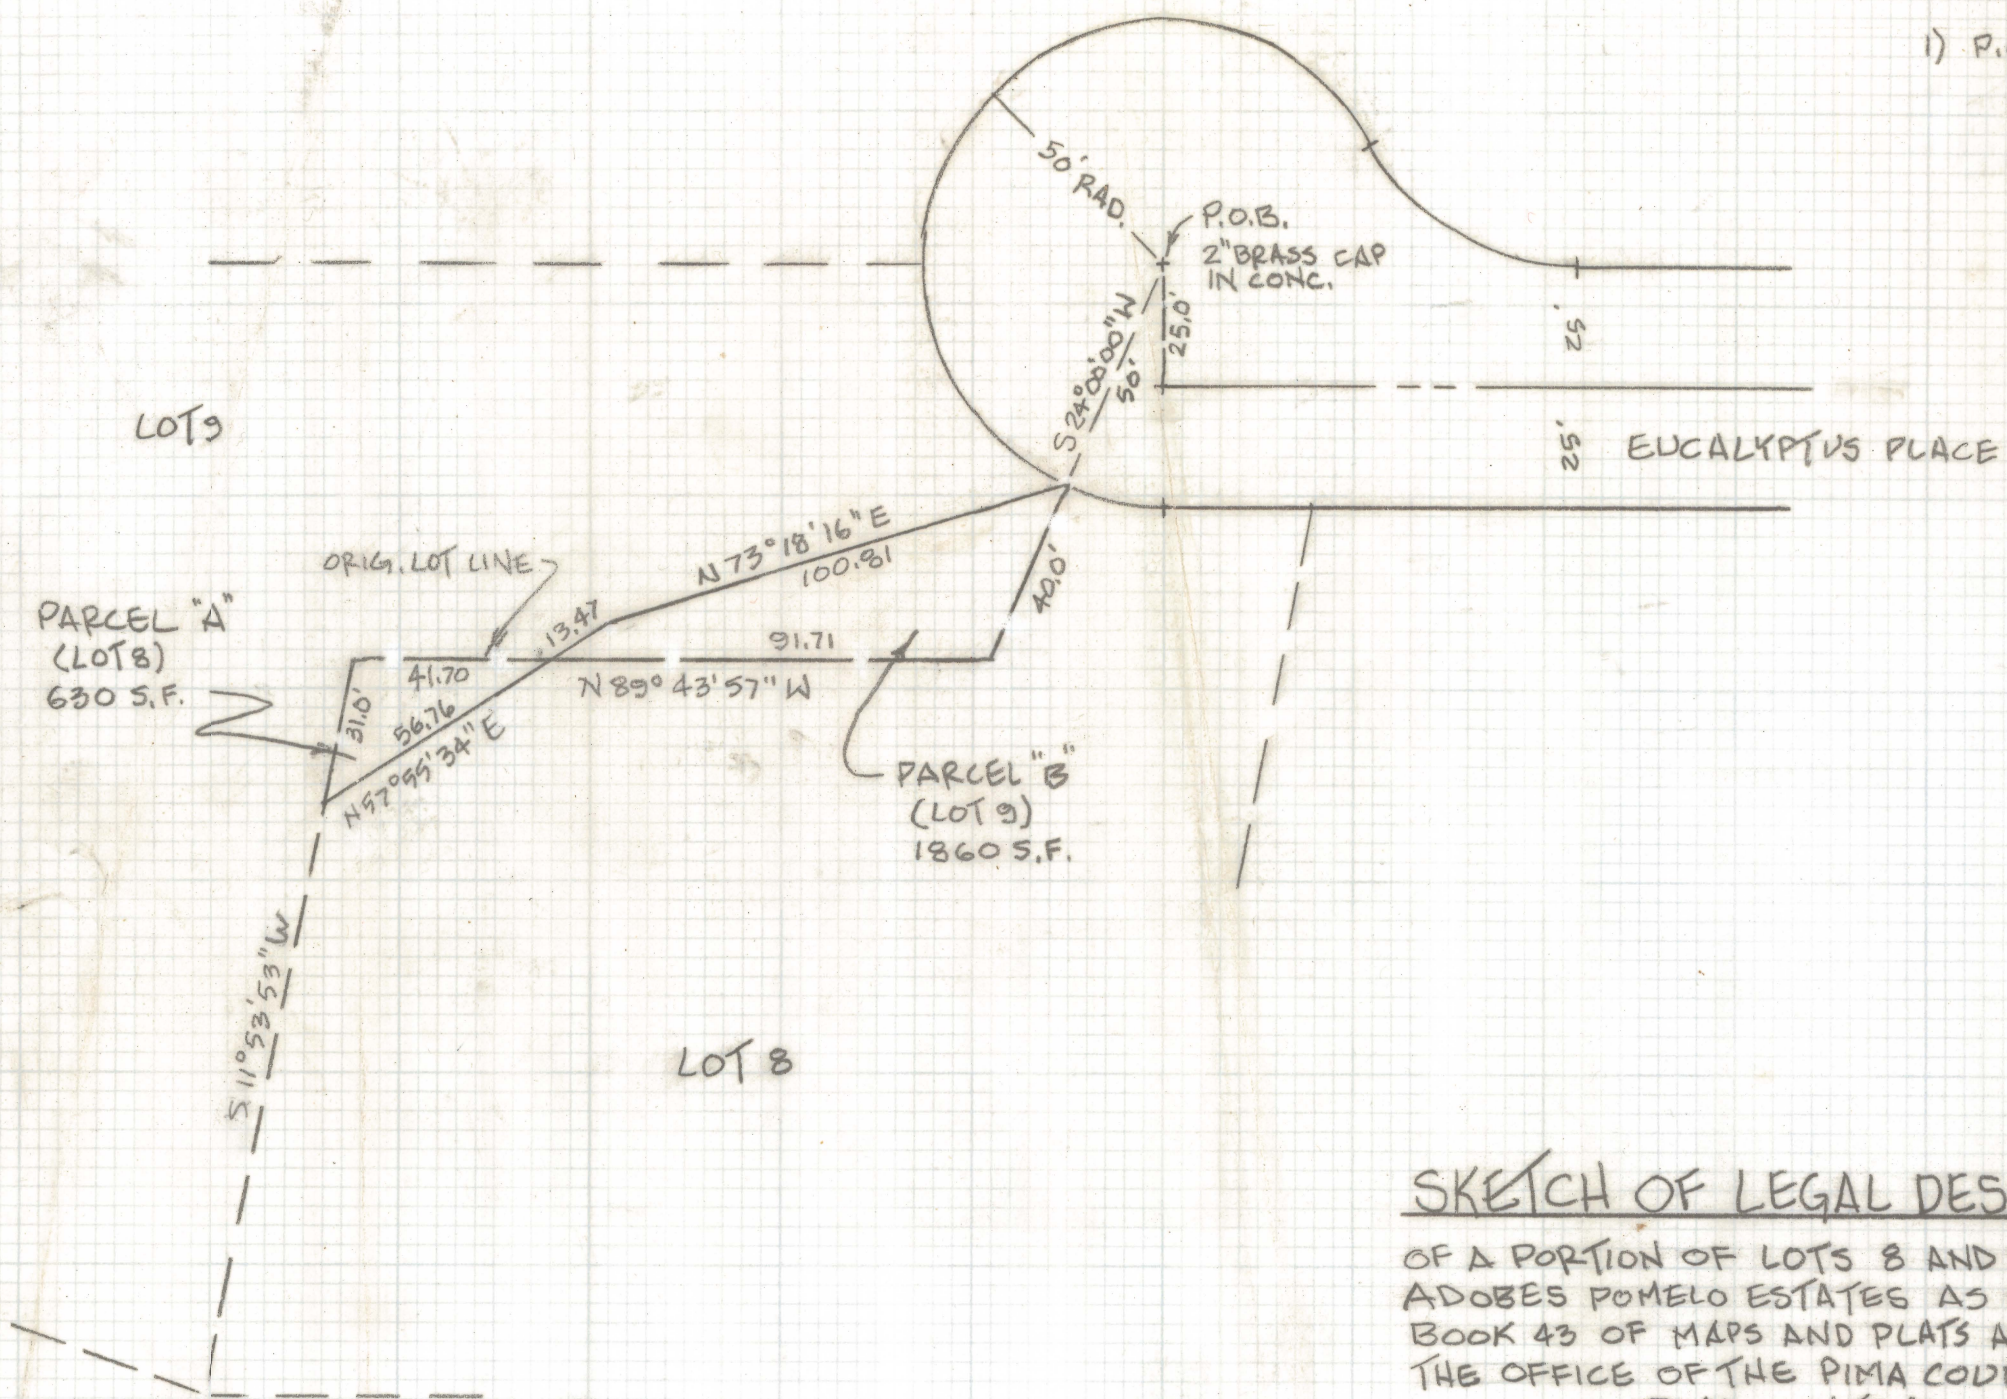 1) P.
50' RAD.
P.O.B.
2" BRASS CAP
IN CONC.
S 24°00'00" W
50'
25.0'
25'
25'
EUCALYPTUS PLACE
LOT 9
N 73°18'16" E
100.81
ORIG. LOT LINE
40.0'
PARCEL "A"
(LOT 8)
630 S.F.
13.47
91.71
41.70
N 89°43'57" W
31.0'
56.76
N 57°55'34" E
PARCEL "B"
(LOT 9)
1860 S.F.
S 11°53'53" W
LOT 8
SKETCH OF LEGAL DES
OF A PORTION OF LOTS 8 AND
ADOBES POMELO ESTATES AS
BOOK 43 OF MAPS AND PLATS A
THE OFFICE OF THE PIMA COU